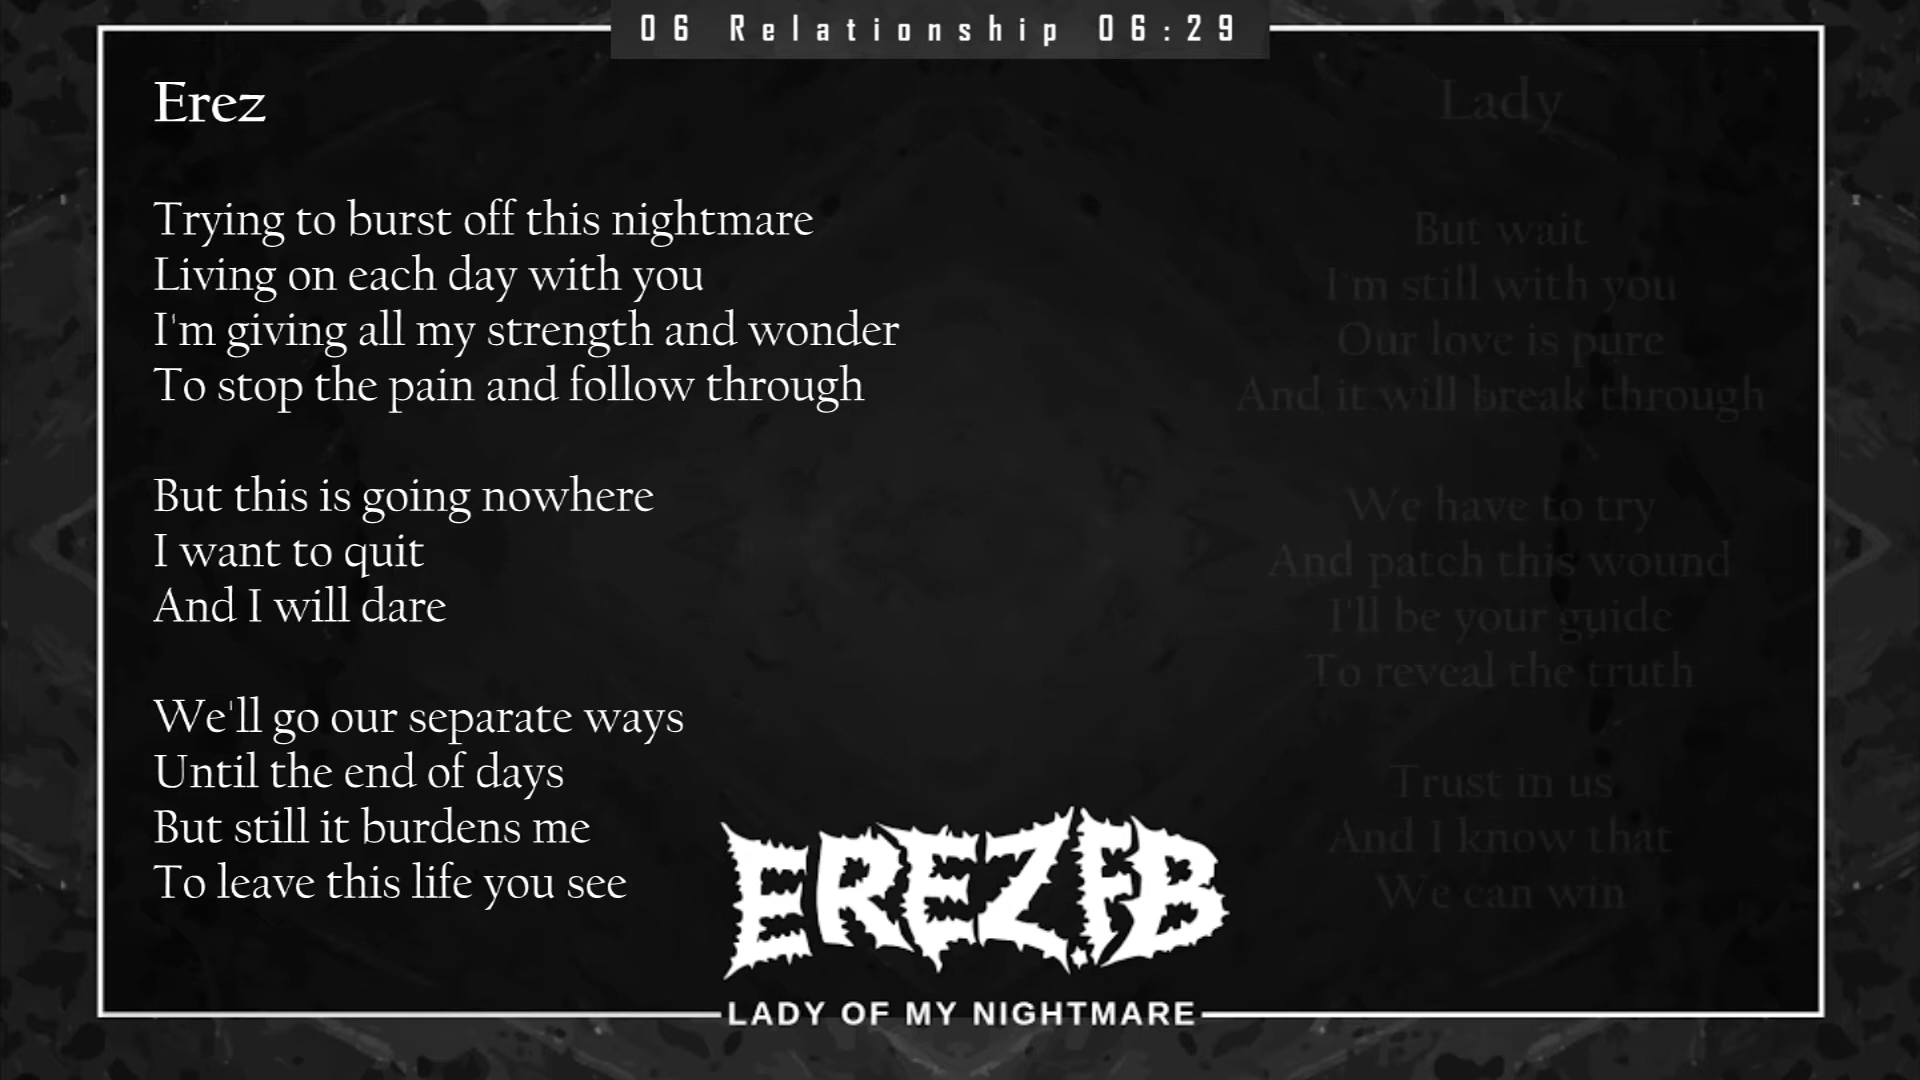 06 Relationship 06:29
Erez
Trying to burst off this nightmare
Living on each day with you
I'm giving all my strength and wonder
To stop the pain and follow through
But this is going nowhere
I want to quit
And I will dare
We'll go our separate ways
Until the end of days
But still it burdens me
To leave this life you see
Lady
But wait
I'm still with you
Our love is pure
And it will break through
We have to try
And patch this wound
I'll be your guide
To reveal the truth
Trust in us
And I know that
We can win
EREZ.FB
LADY OF MY NIGHTMARE